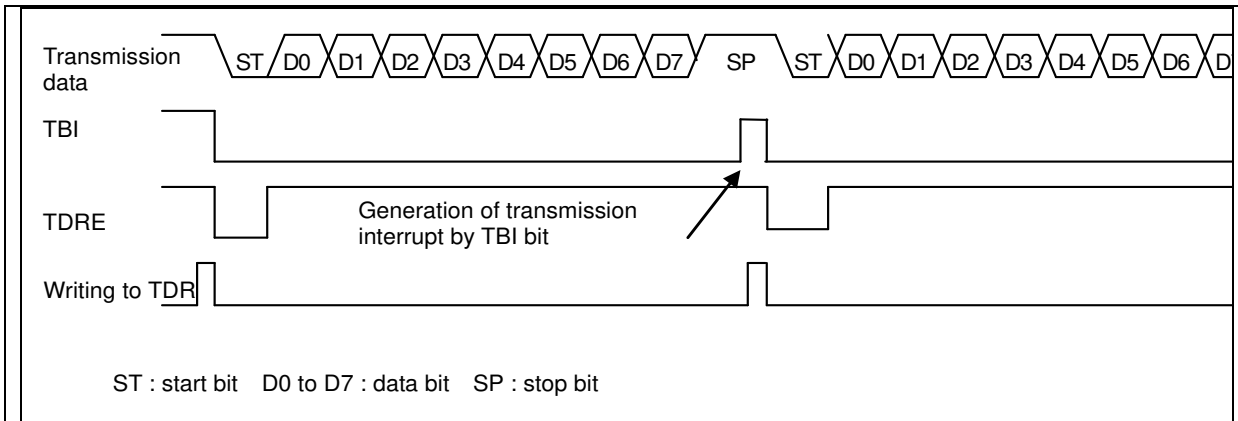 Transmission
data
ST D0 D1 D2 D3 D4 D5 D6 D7 SP ST D0 D1 D2 D3 D4 D5 D6 D
TBI
TDRE
Generation of transmission
interrupt by TBI bit
Writing to TDR
ST : start bit D0 to D7 : data bit SP : stop bit